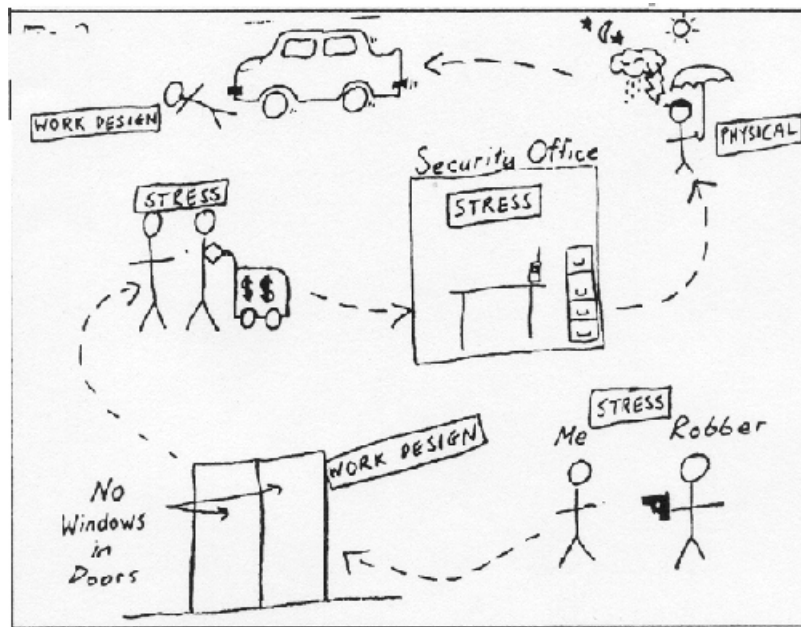 WORK DESIGN
PHYSICAL
Security Office
STRESS
STRESS
$ $
STRESS
Me
Robber
WORK DESIGN
No
Windows
in
Doors